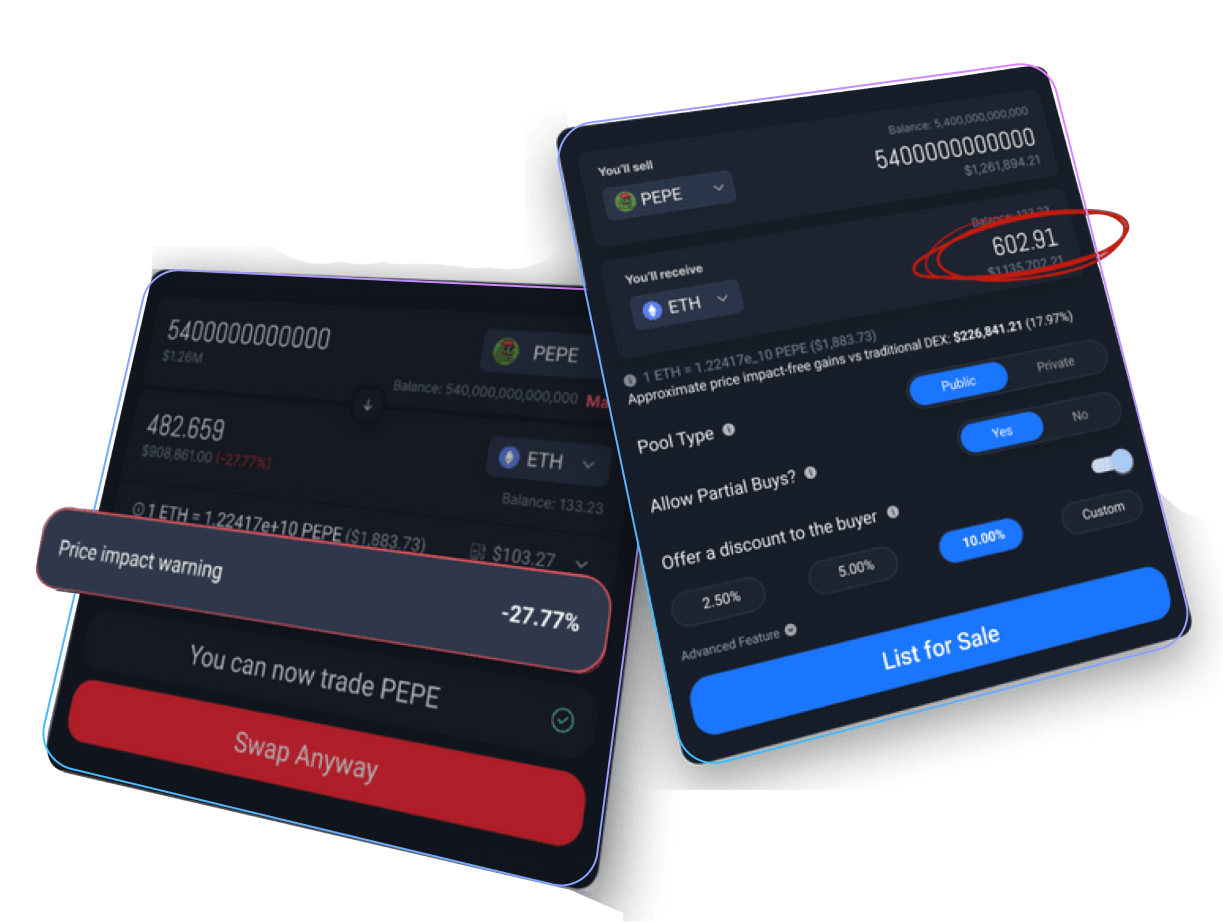 5400000000000
$1.26M
PEPE
Balance: 540,000,000,000,000
482.659
$908,861.00 (-27.77%)
ETH
Balance: 133.23
1 ETH = 1.22417e+10 PEPE ($1,883.73)
$103.27
Price impact warning
-27.77%
You can now trade PEPE
Swap Anyway
Balance: 5,400,000,000,000
You'll sell
5400000000000
PEPE
$1,261,894.21
Balance: 133.23
602.91
You'll receive
$1,135,702.21
ETH
1 ETH = 1.22417e_10 PEPE ($1,883.73)
Approximate price impact-free gains vs traditional DEX: $226,841.21 (17.97%)
Pool Type
Public
Private
Allow Partial Buys?
Yes
No
Offer a discount to the buyer
2.50%
5.00%
10.00%
Custom
Advanced Feature
List for Sale